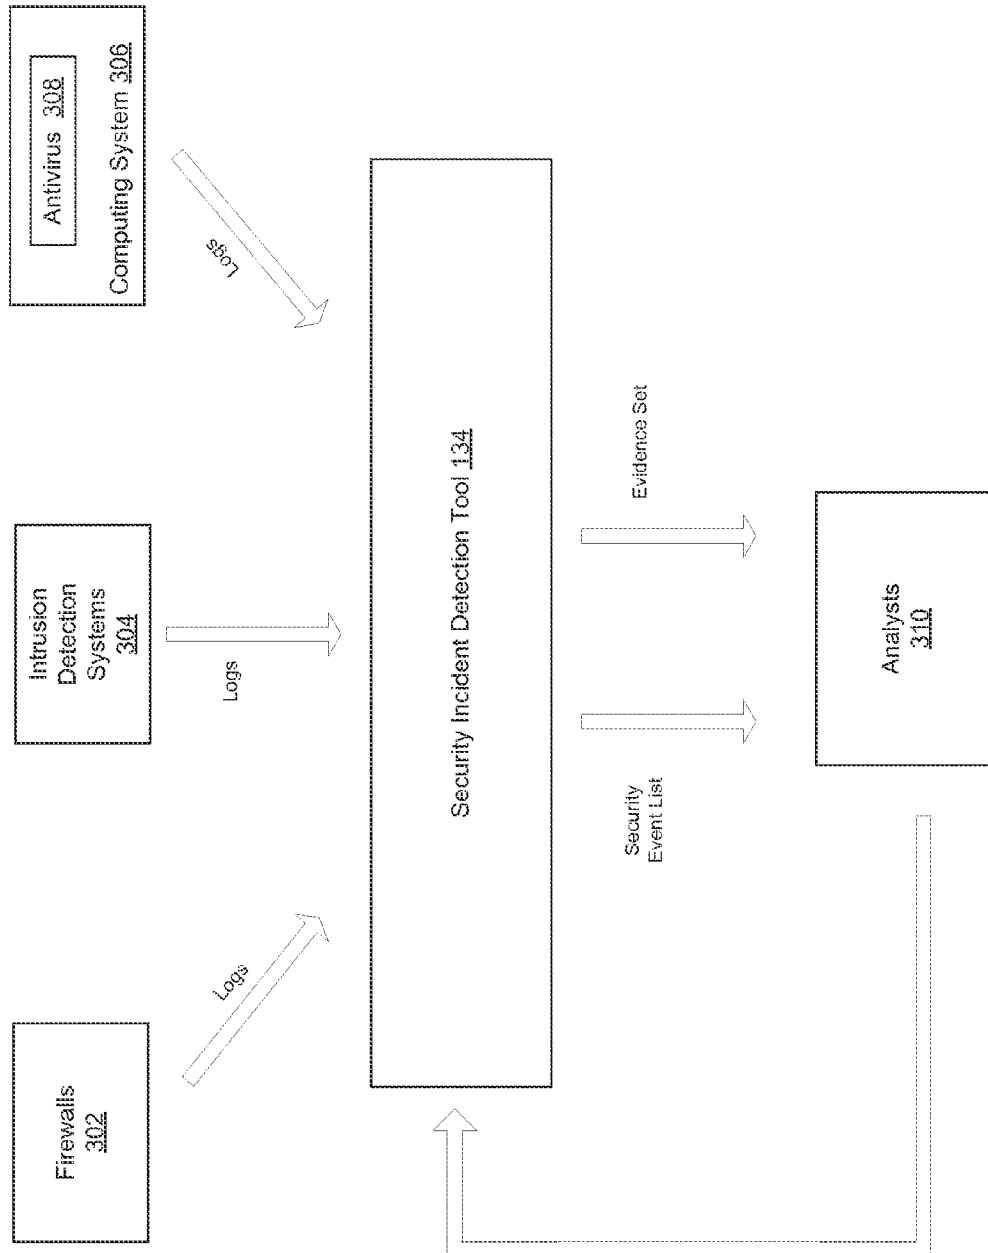 Firewalls
302
Intrusion
Detection
Systems
304
Antivirus 308
Computing System 306
Logs
Logs
Logs
Security Incident Detection Tool 134
Security
Event List
Evidence Set
Analysts
310